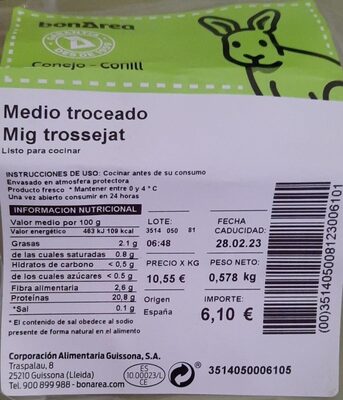 bonArea
Conejo - Conill
Medio troceado
Mig trossejat
Listo para cocinar
INSTRUCCIONES DE USO: Cocinar antes de su consumo
Envasado en atmosfera protectora
Producto fresco * Mantener entre 0 y 4 ° C
Una vez abierto consumir en 24 horas
INFORMACION NUTRICIONAL
Valor medio por 100 g
Valor energético 463 kJ 109 kcal
Grasas 2.1 g
de las cuales saturadas 0.8 g
Hidratos de carbono < 0,5 g
de los cuales azúcares < 0,5 g
Fibra alimentaria 2,6 g
Proteínas 20,8 g
*Sal 0.1 g
* El contenido de sal obedece al sodio
presente de forma natural en el alimento
LOTE:
3514 050 81
06:48
FECHA
CADUCIDAD:
28.02.23
PRECIO X KG
10,55 €
PESO NETO:
0,578 kg
Origen
España
IMPORTE:
6,10 €
(00)351405008123006101
Corporación Alimentaria Guissona, S.A.
Traspalau, 8
25210 Guissona (Lleida)
Tel. 900 899 988 - bonarea.com
ES
10.00023/L
CE
3514050006105